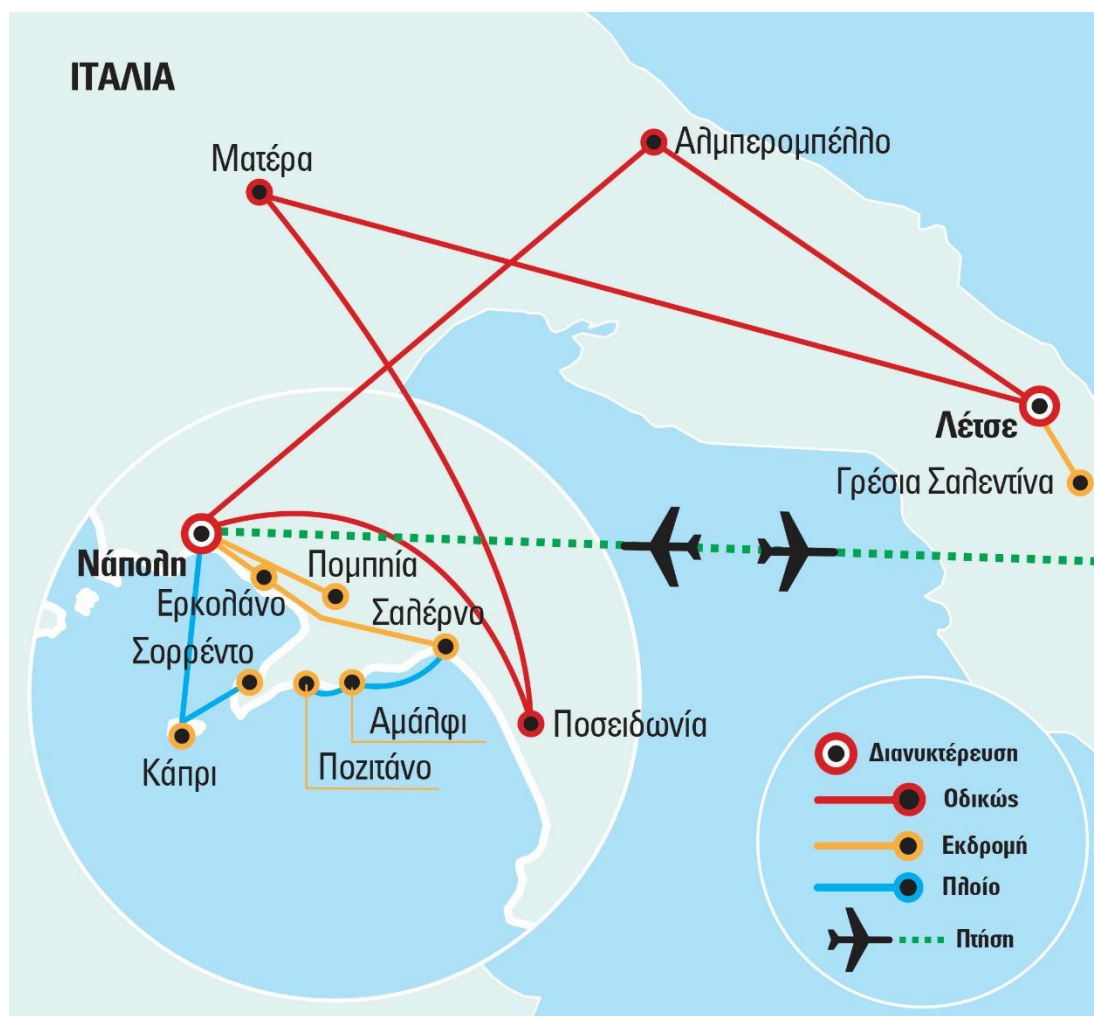 ΙΤΑΛΙΑ
Ματέρα
Αλμπερομπέλλο
Λέτσε
Γρέσια Σαλεντίνα
Νάπολη
Πομπηία
Ερκολάνο
Σαλέρνο
Σορρέντο
Αμάλφι
Ποσειδωνία
Κάπρι
Ποζιτάνο
Διανυκτέρευση
Οδικώς
Εκδρομή
Πλοίο
Πτήση